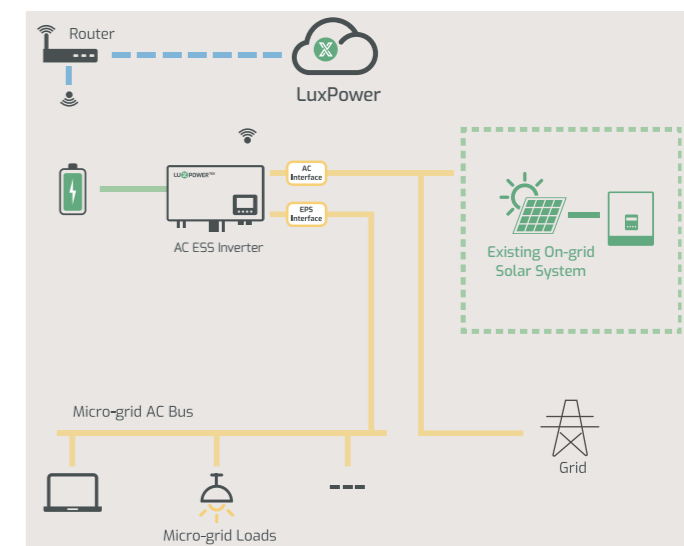 Router
LuxPower
AC
Interface
LUXPOWERTEK
EPS
Interface
AC ESS Inverter
Existing On-grid
Solar System
Micro-grid AC Bus
Grid
Micro-grid Loads